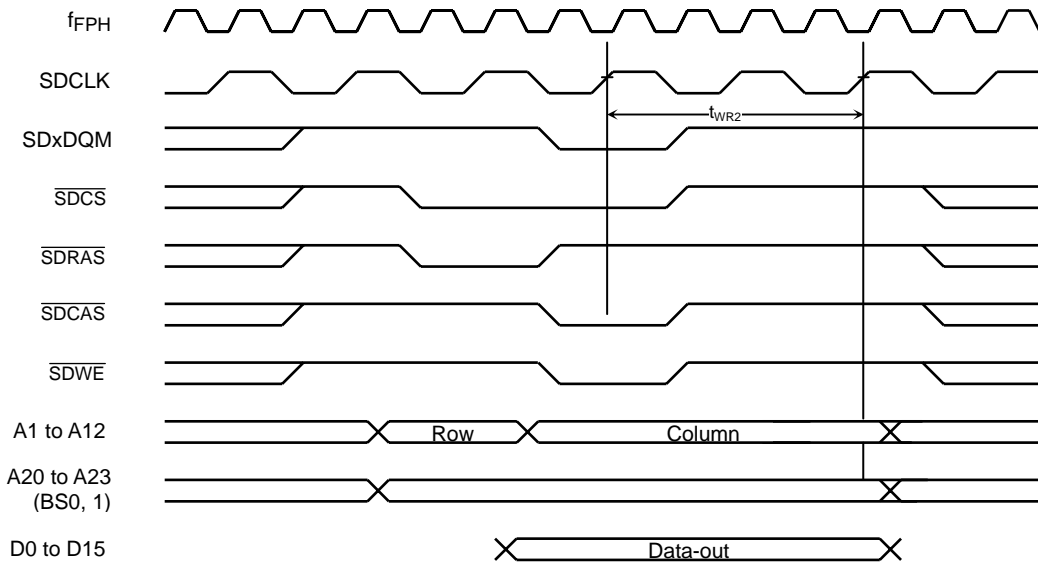 fFPH
SDCLK
tWR2
SDxDQM
SDCS
SDRAS
SDCAS
SDWE
A1 to A12
Row
Column
A20 to A23
(BS0, 1)
D0 to D15
Data-out